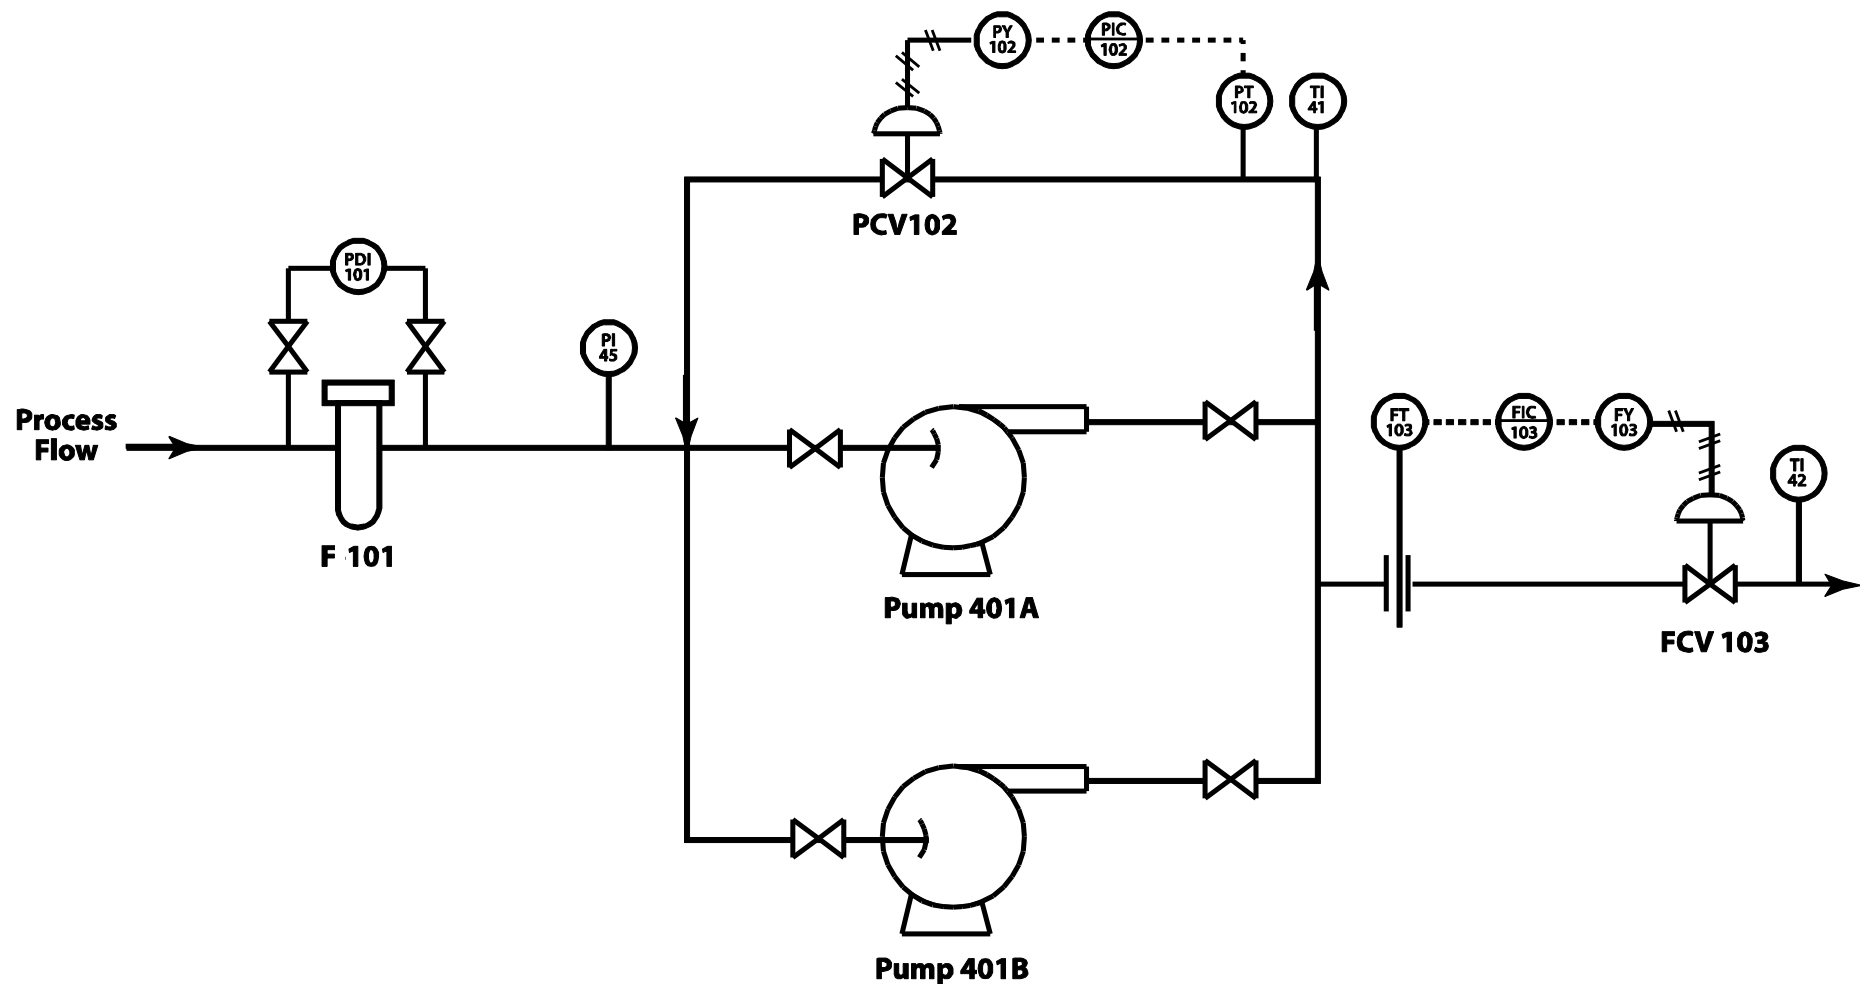 PY
102
PIC
102
PT
102
TI
41
PCV102
PDI
101
PI
45
Process
Flow
F 101
FT
103
FIC
103
FY
103
TI
42
Pump 401A
FCV 103
Pump 401B